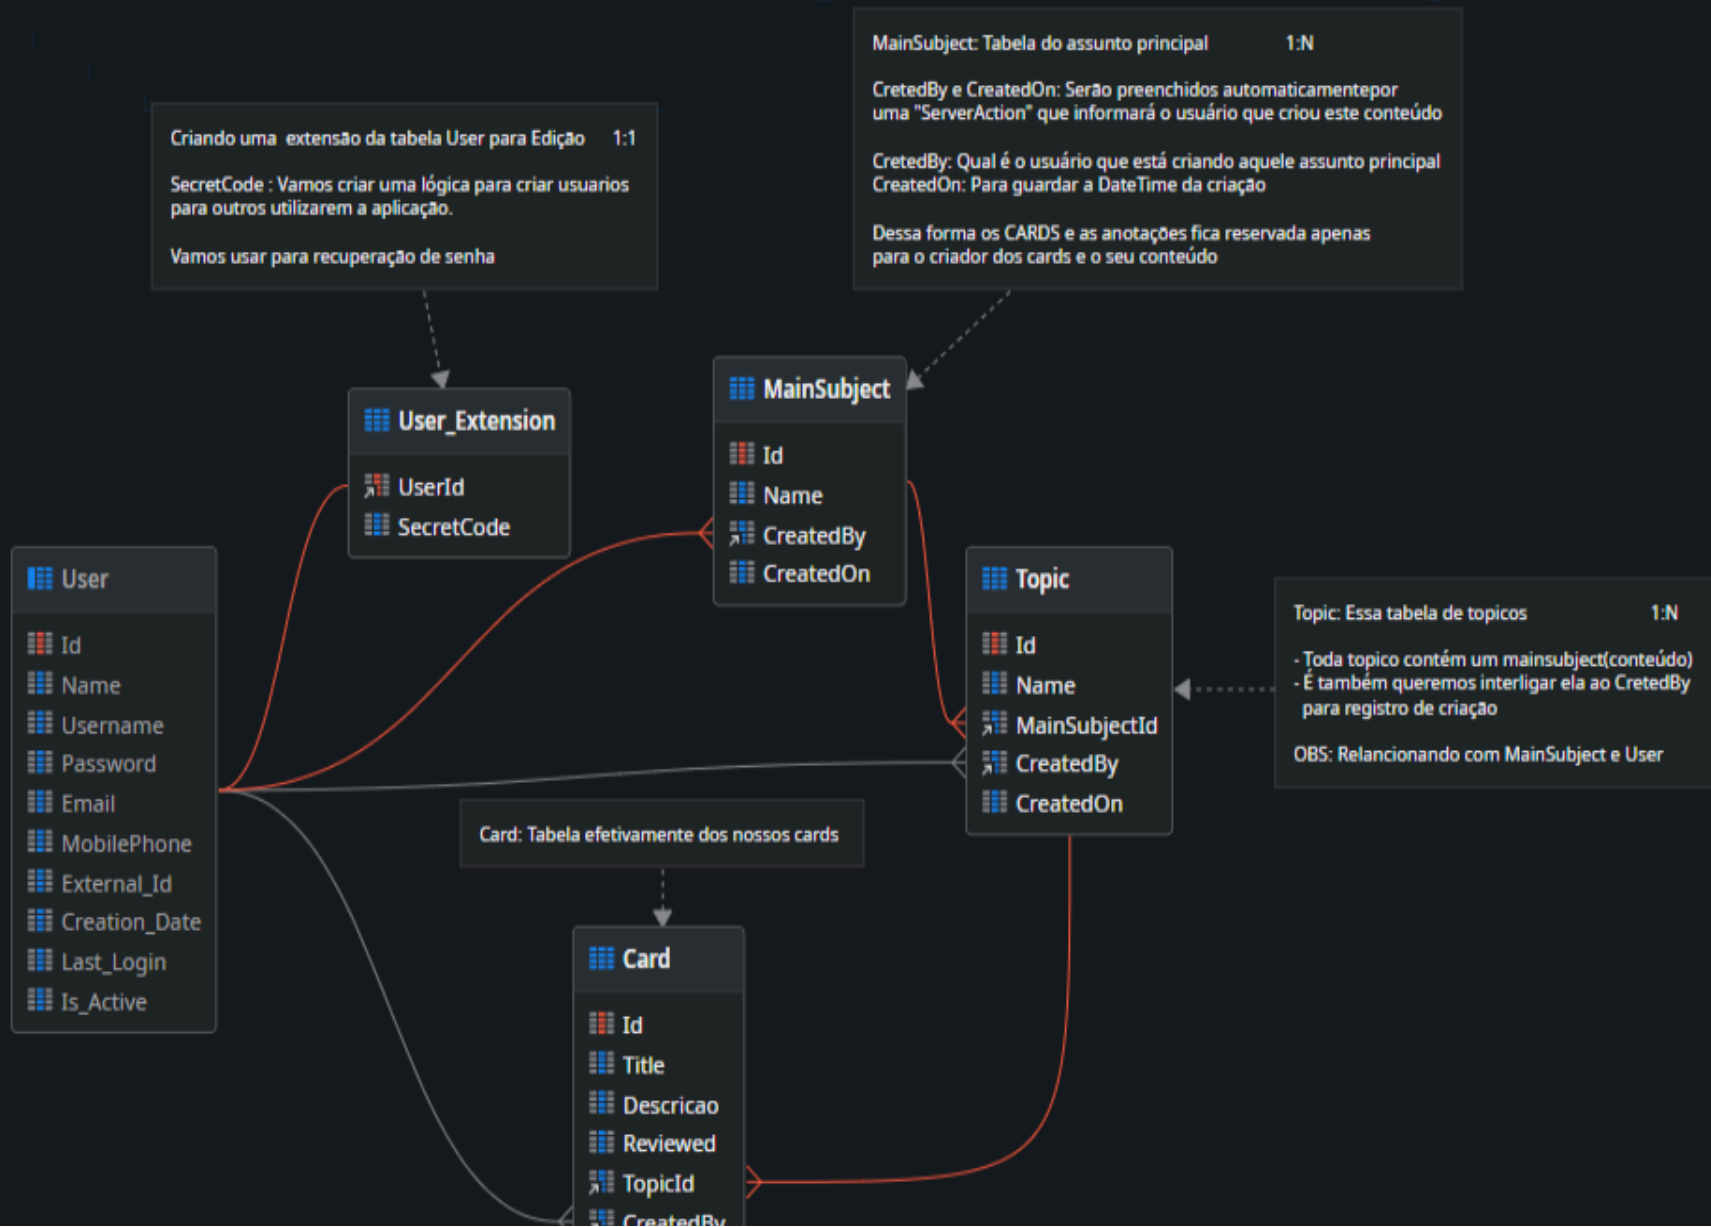 MainSubject: Tabela do assunto principal 1:N
CretedBy e CreatedOn: Serão preenchidos automaticamentepor
uma "ServerAction" que informará o usuário que criou este conteúdo
CretedBy: Qual é o usuário que está criando aquele assunto principal
CreatedOn: Para guardar a DateTime da criação
Dessa forma os CARDS e as anotações fica reservada apenas
para o criador dos cards e o seu conteúdo
Criando uma extensão da tabela User para Edição 1:1
SecretCode : Vamos criar uma lógica para criar usuarios
para outros utilizarem a aplicação.
Vamos usar para recuperação de senha
User_Extension
UserId
SecretCode
MainSubject
Id
Name
CreatedBy
CreatedOn
User
Id
Name
Username
Password
Email
MobilePhone
External_Id
Creation_Date
Last_Login
Is_Active
Topic
Id
Name
MainSubjectId
CreatedBy
CreatedOn
Topic: Essa tabela de topicos 1:N
- Toda topico contém um mainsubject(conteúdo)
- É também queremos interligar ela ao CretedBy
para registro de criação
OBS: Relancionando com MainSubject e User
Card: Tabela efetivamente dos nossos cards
Card
Id
Title
Descricao
Reviewed
TopicId
CreatedBy